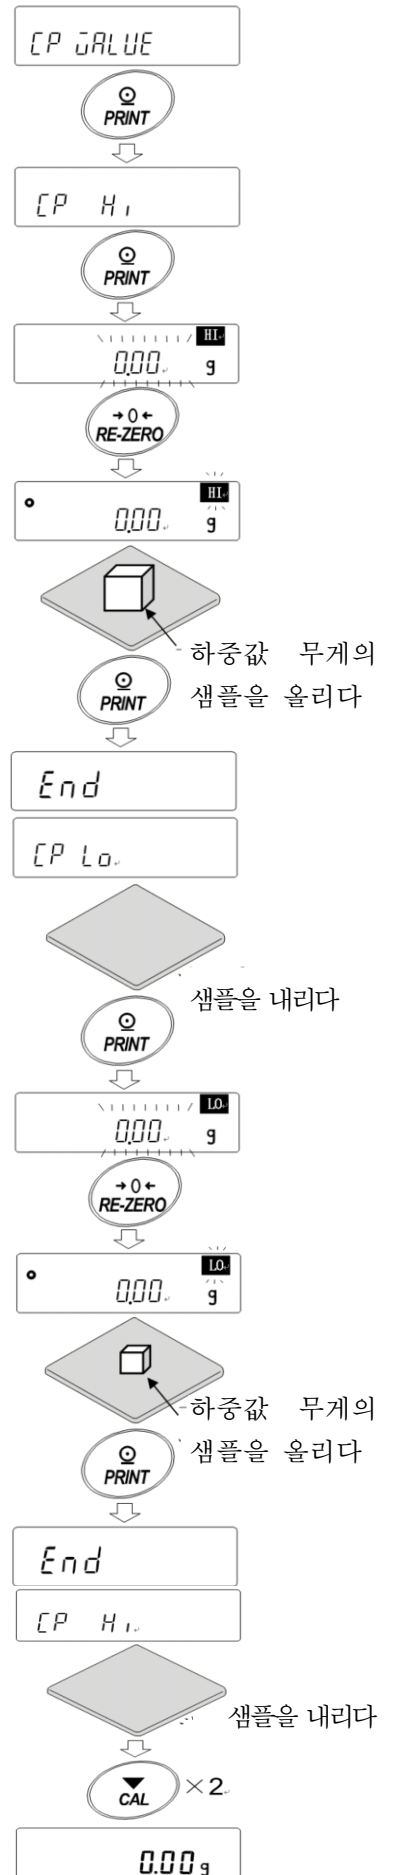 CP VALUE
PRINT
CP Hi
PRINT
HI
0.00 g
→0←
RE-ZERO
HI
0.00 g
하중값 무게의
샘플을 올리다
PRINT
End
CP Lo
샘플을 내리다
PRINT
LO
0.00 g
→0←
RE-ZERO
LO
0.00 g
하중값 무게의
샘플을 올리다
PRINT
End
CP Hi
샘플을 내리다
CAL ×2
0.00 g